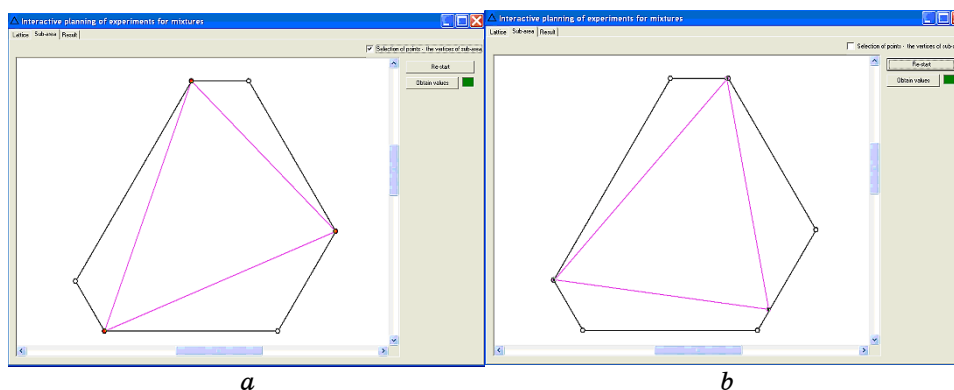 Interactive planning of experiments for mixtures
Lattice Sub-area Result
Selection of points - the vertices of sub-area
Re-start
Obtain values
a
Interactive planning of experiments for mixtures
Lattice Sub-area Result
Selection of points - the vertices of sub-
Re-start
Obtain values
b